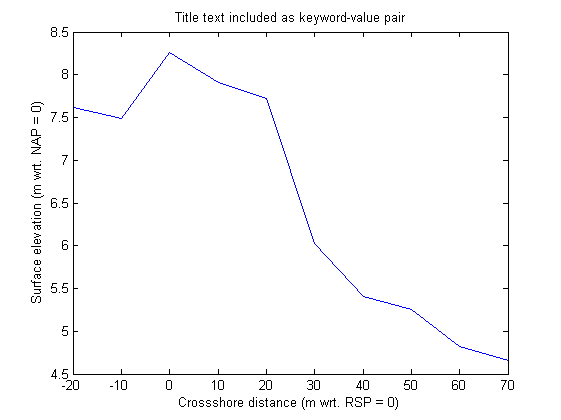 Title text included as keyword-value pair
8.5
8
7.5
7
6.5
6
5.5
5
4.5
Surface elevation (m wrt. NAP = 0)
-20 -10 0 10 20 30 40 50 60 70
Crossshore distance (m wrt. RSP = 0)